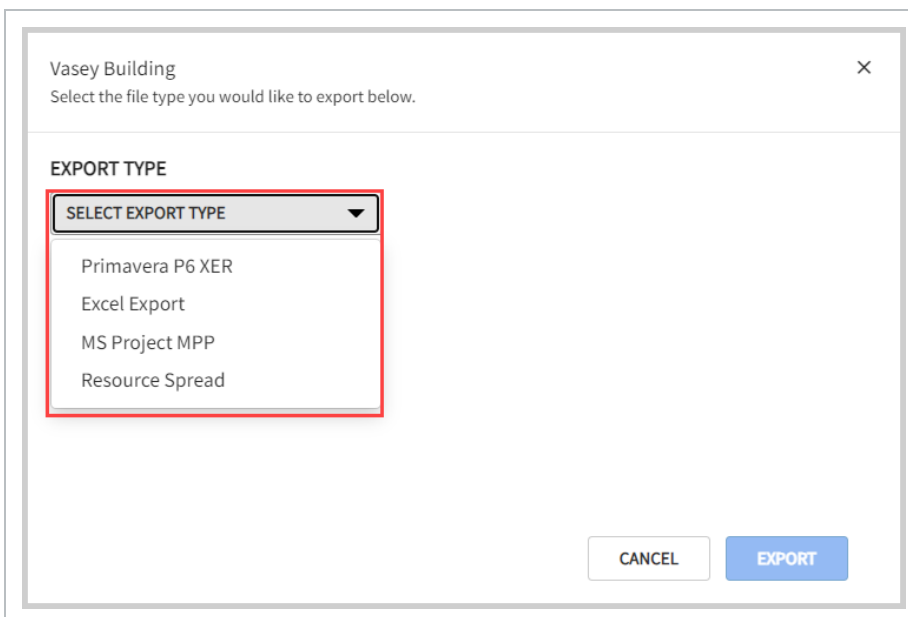 Vasey Building
Select the file type you would like to export below.
EXPORT TYPE
SELECT EXPORT TYPE
Primavera P6 XER
Excel Export
MS Project MPP
Resource Spread
CANCEL
EXPORT